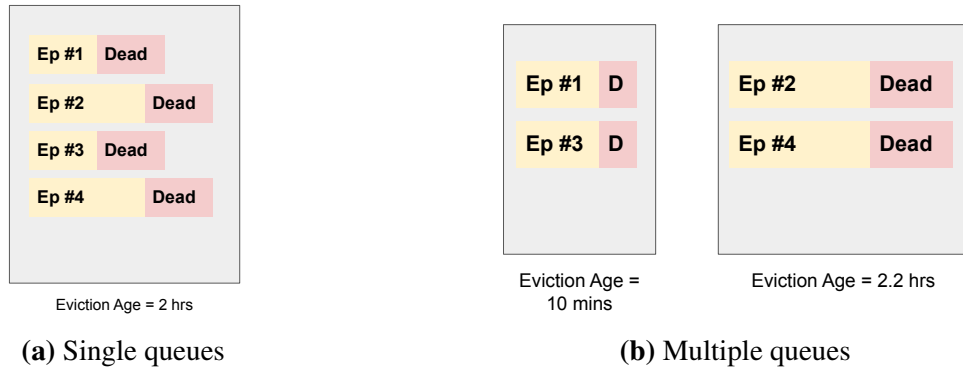 Ep #1 Dead
Ep #2 Dead
Ep #3 Dead
Ep #4 Dead
Eviction Age = 2 hrs
(a) Single queues
Ep #1 D
Ep #3 D
Eviction Age =
10 mins
Ep #2 Dead
Ep #4 Dead
Eviction Age = 2.2 hrs
(b) Multiple queues